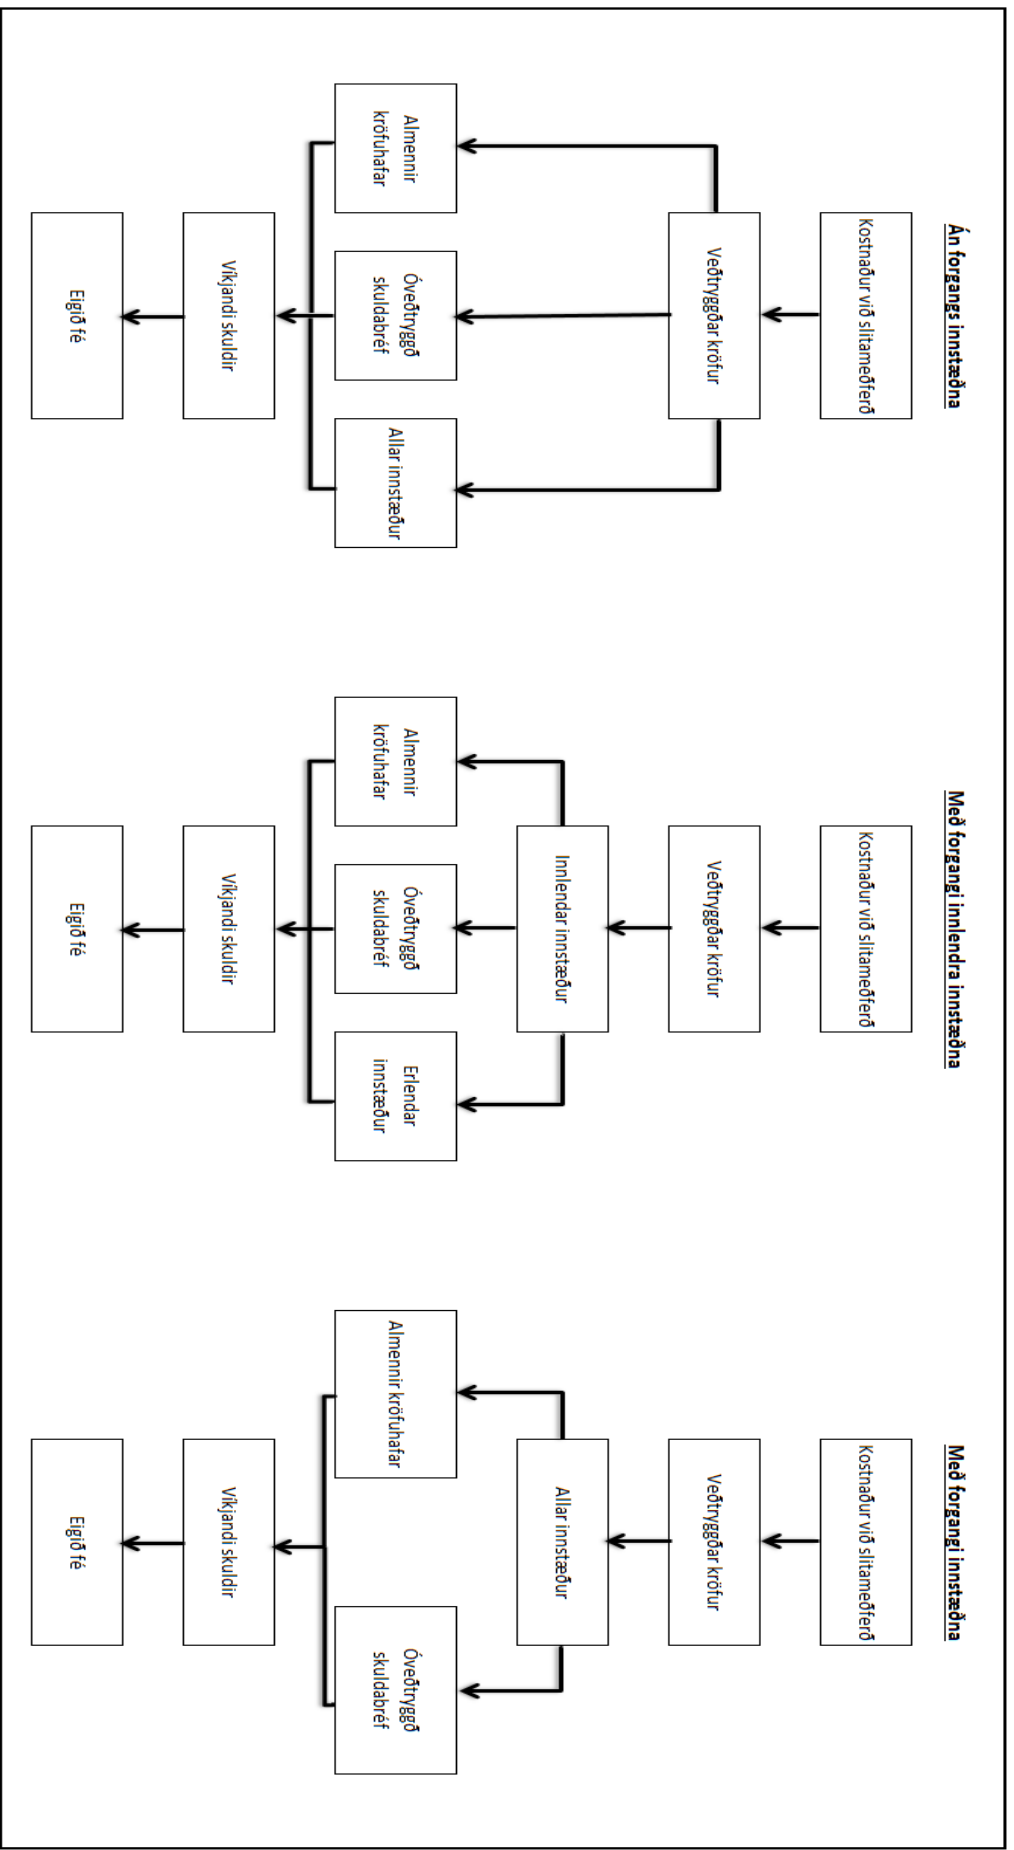 Án forgangs innstæðna
Kostnaður við slitameðferð
Veðtryggðar kröfur
Almennir
kröfuhafar
Óveðtryggð
skuldabréf
Allar innstæður
Víkjandi skuldir
Eigið fé
Með forgangi innlendra innstæðna
Kostnaður við slitameðferð
Veðtryggðar kröfur
Innlendar innstæður
Almennir
kröfuhafar
Óveðtryggð
skuldabréf
Erlendar
innstæður
Víkjandi skuldir
Eigið fé
Með forgangi innstæðna
Kostnaður við slitameðferð
Veðtryggðar kröfur
Allar innstæður
Almennir kröfuhafar
Óveðtryggð
skuldabréf
Víkjandi skuldir
Eigið fé